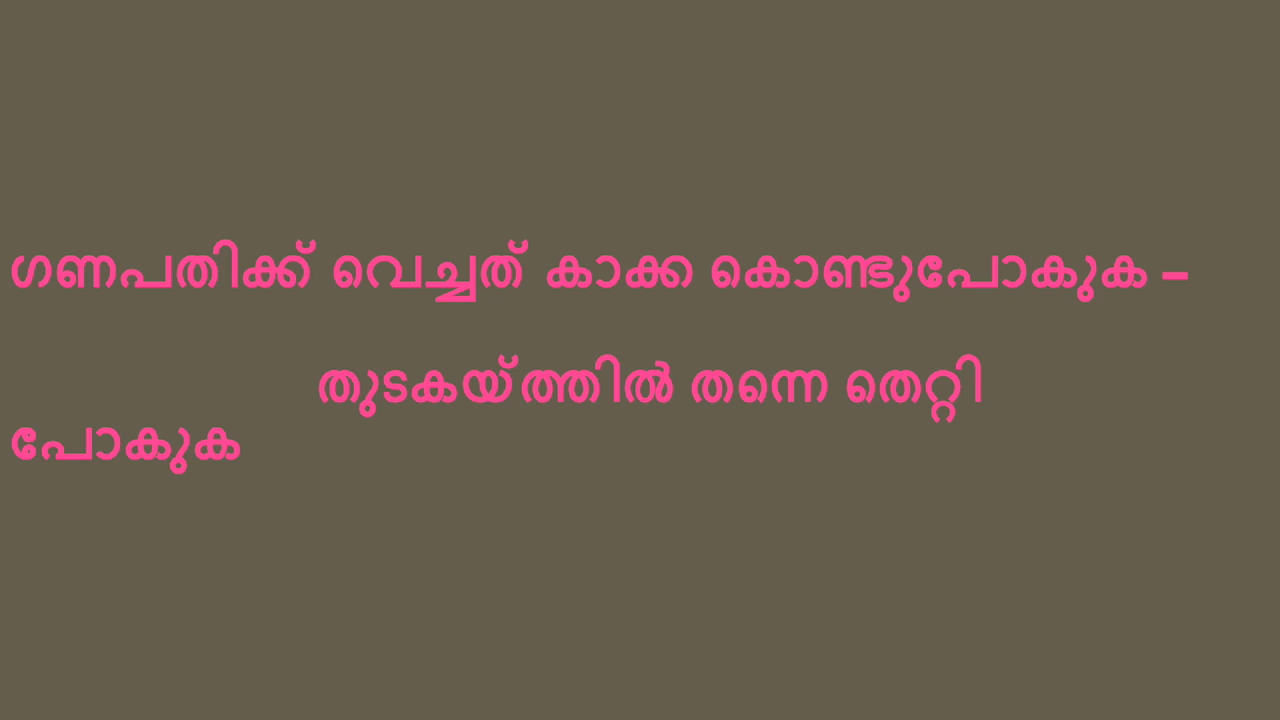 ഗണപതിക്ക് വെച്ചത് കാക്ക കൊണ്ടുപോകുക –
തുടകയ്ത്തിൽ തന്നെ തെറ്റി
പോകുക